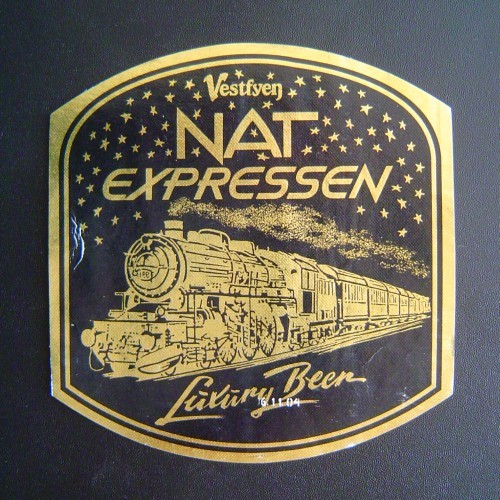 Vestfyen
NAT
EXPRESSEN
Luxury Beer
6.11.04